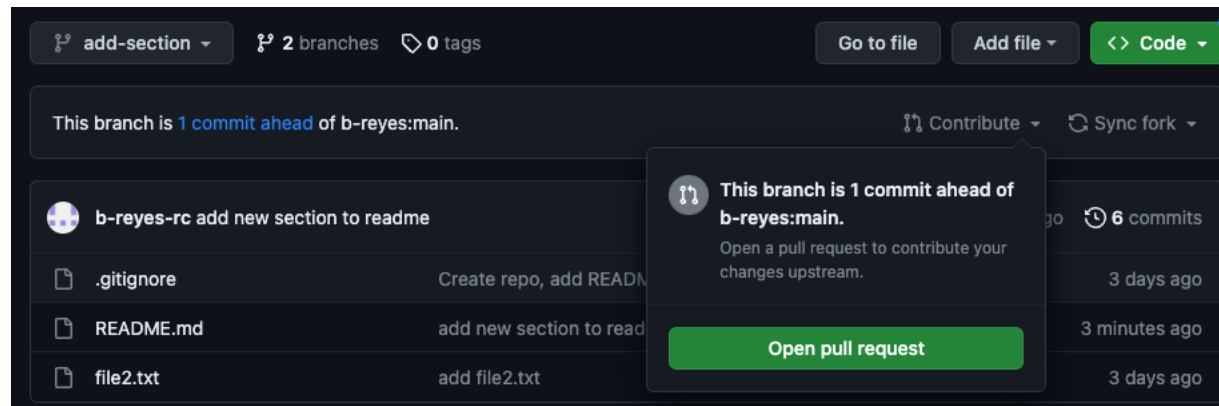 add-section 2 branches 0 tags Go to file Add file <> Code
This branch is 1 commit ahead of b-reyes:main. Contribute Sync fork
This branch is 1 commit ahead of
b-reyes:main.
b-reyes-rc add new section to readme go 6 commits
Open a pull request to contribute your
changes upstream.
.gitignore Create repo, add READM 3 days ago
README.md add new section to read 3 minutes ago
Open pull request
file2.txt add file2.txt 3 days ago